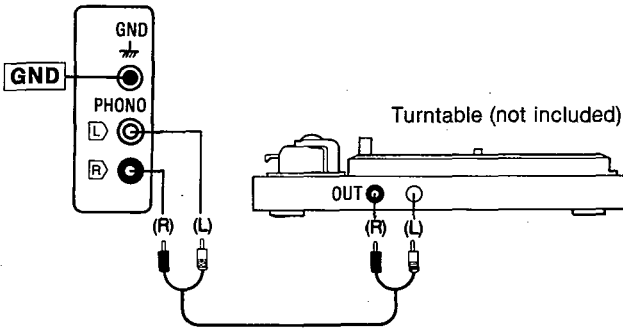 GND
GND
PHONO
L
R
Turntable (not included)
OUT
(R) (L)
(R) (L)